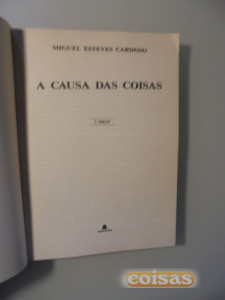 MIGUEL ESTEVES CARDOSO
A CAUSA DAS COISAS
coisas